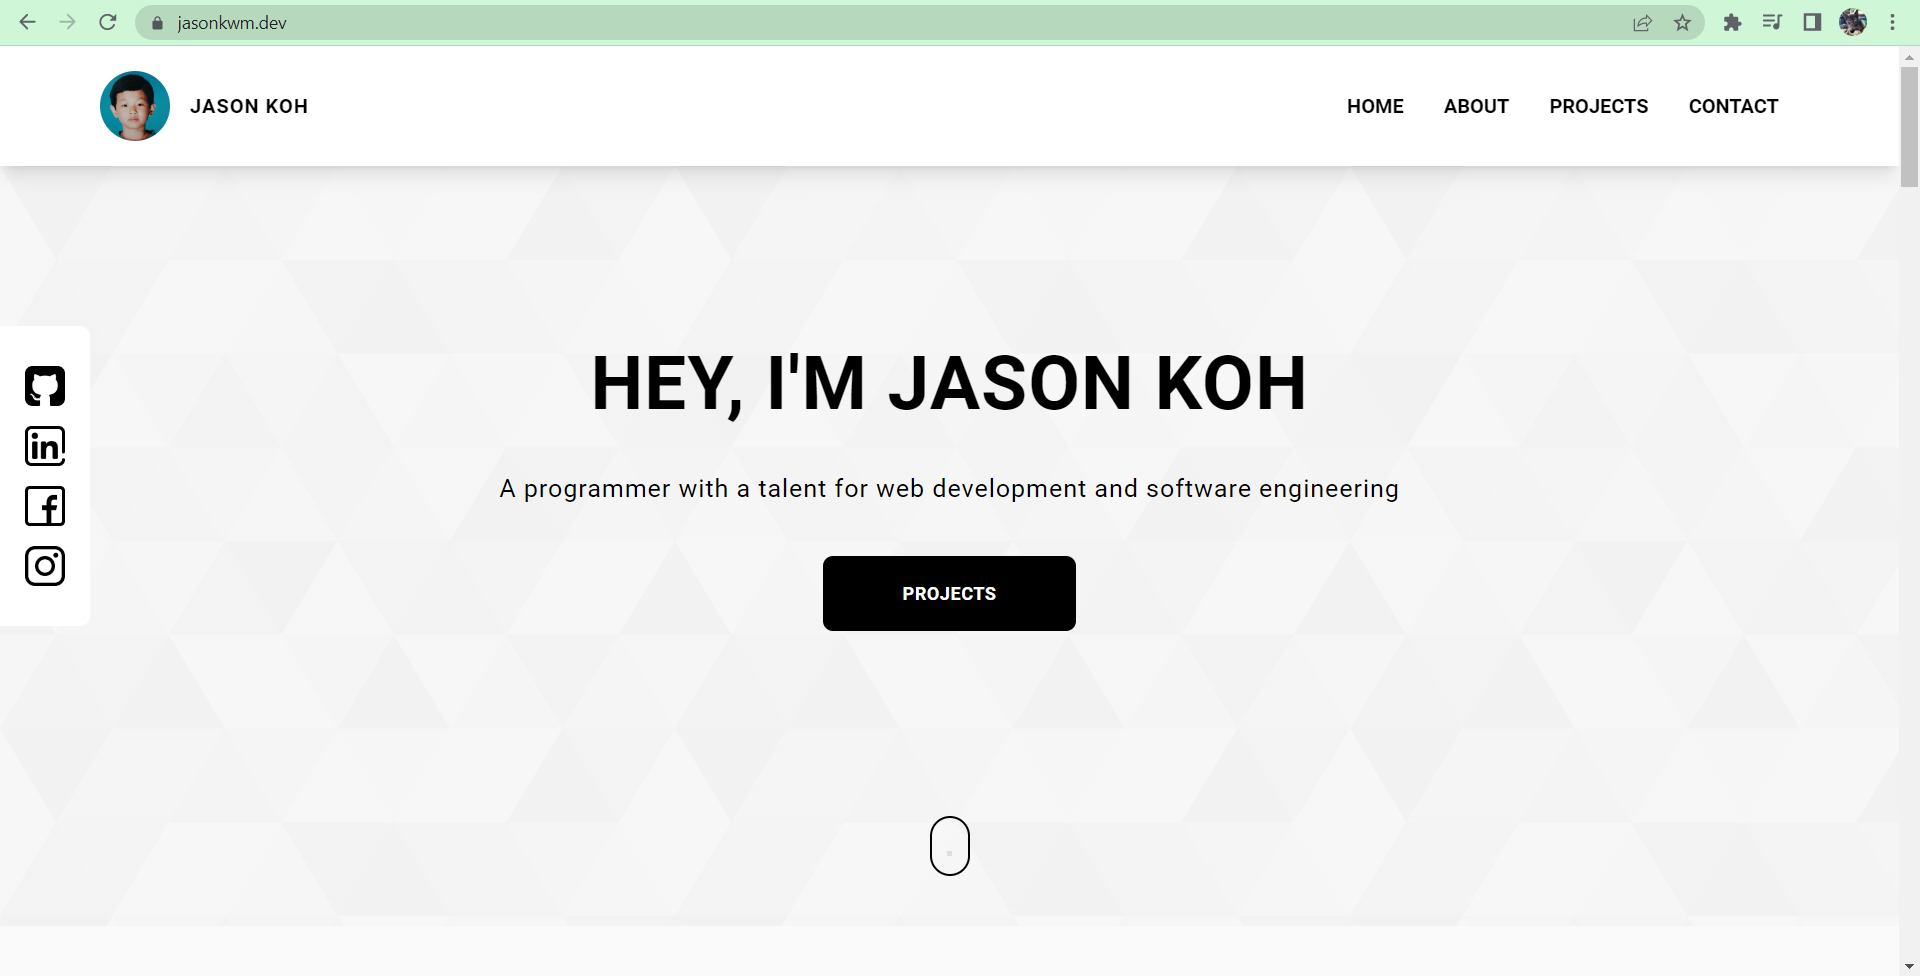 jasonkwm.dev
JASON KOH
HOME
ABOUT
PROJECTS
CONTACT
HEY, I'M JASON KOH
A programmer with a talent for web development and software engineering
PROJECTS
in
f